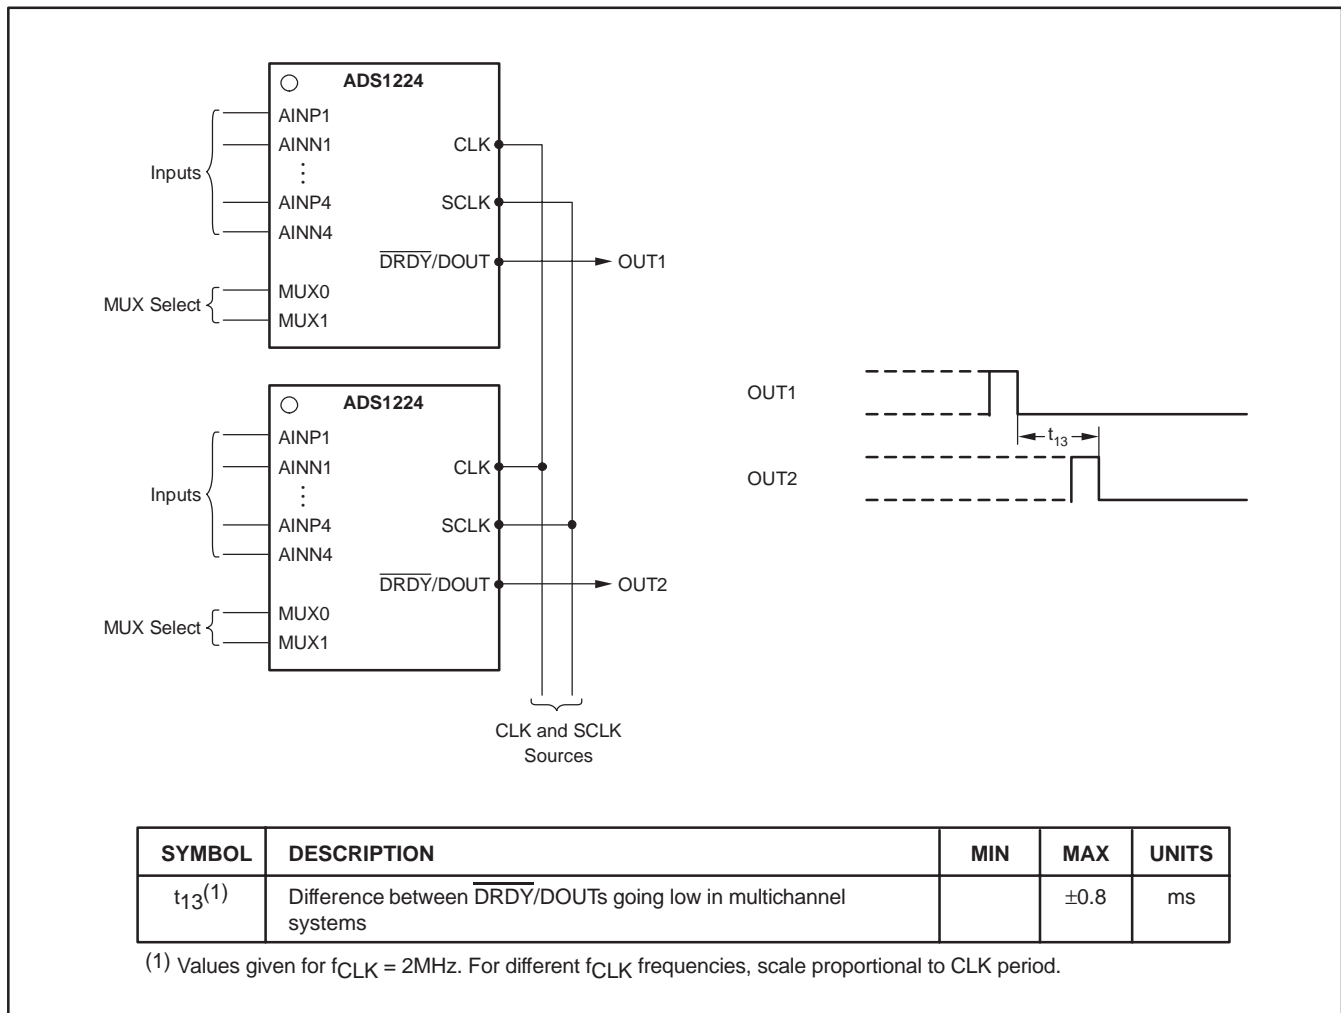 ADS1224
AINP1
AINN1
⋮
AINP4
AINN4
MUX0
MUX1
Inputs
MUX Select
CLK
SCLK
DRDY/DOUT
OUT1
ADS1224
AINP1
AINN1
⋮
AINP4
AINN4
MUX0
MUX1
Inputs
MUX Select
CLK
SCLK
DRDY/DOUT
OUT2
CLK and SCLK
Sources
OUT1
t13
OUT2
SYMBOL DESCRIPTION MIN MAX UNITS
t13(1) Difference between DRDY/DOUTs going low in multichannel ±0.8 ms
systems
(1) Values given for fCLK = 2MHz. For different fCLK frequencies, scale proportional to CLK period.